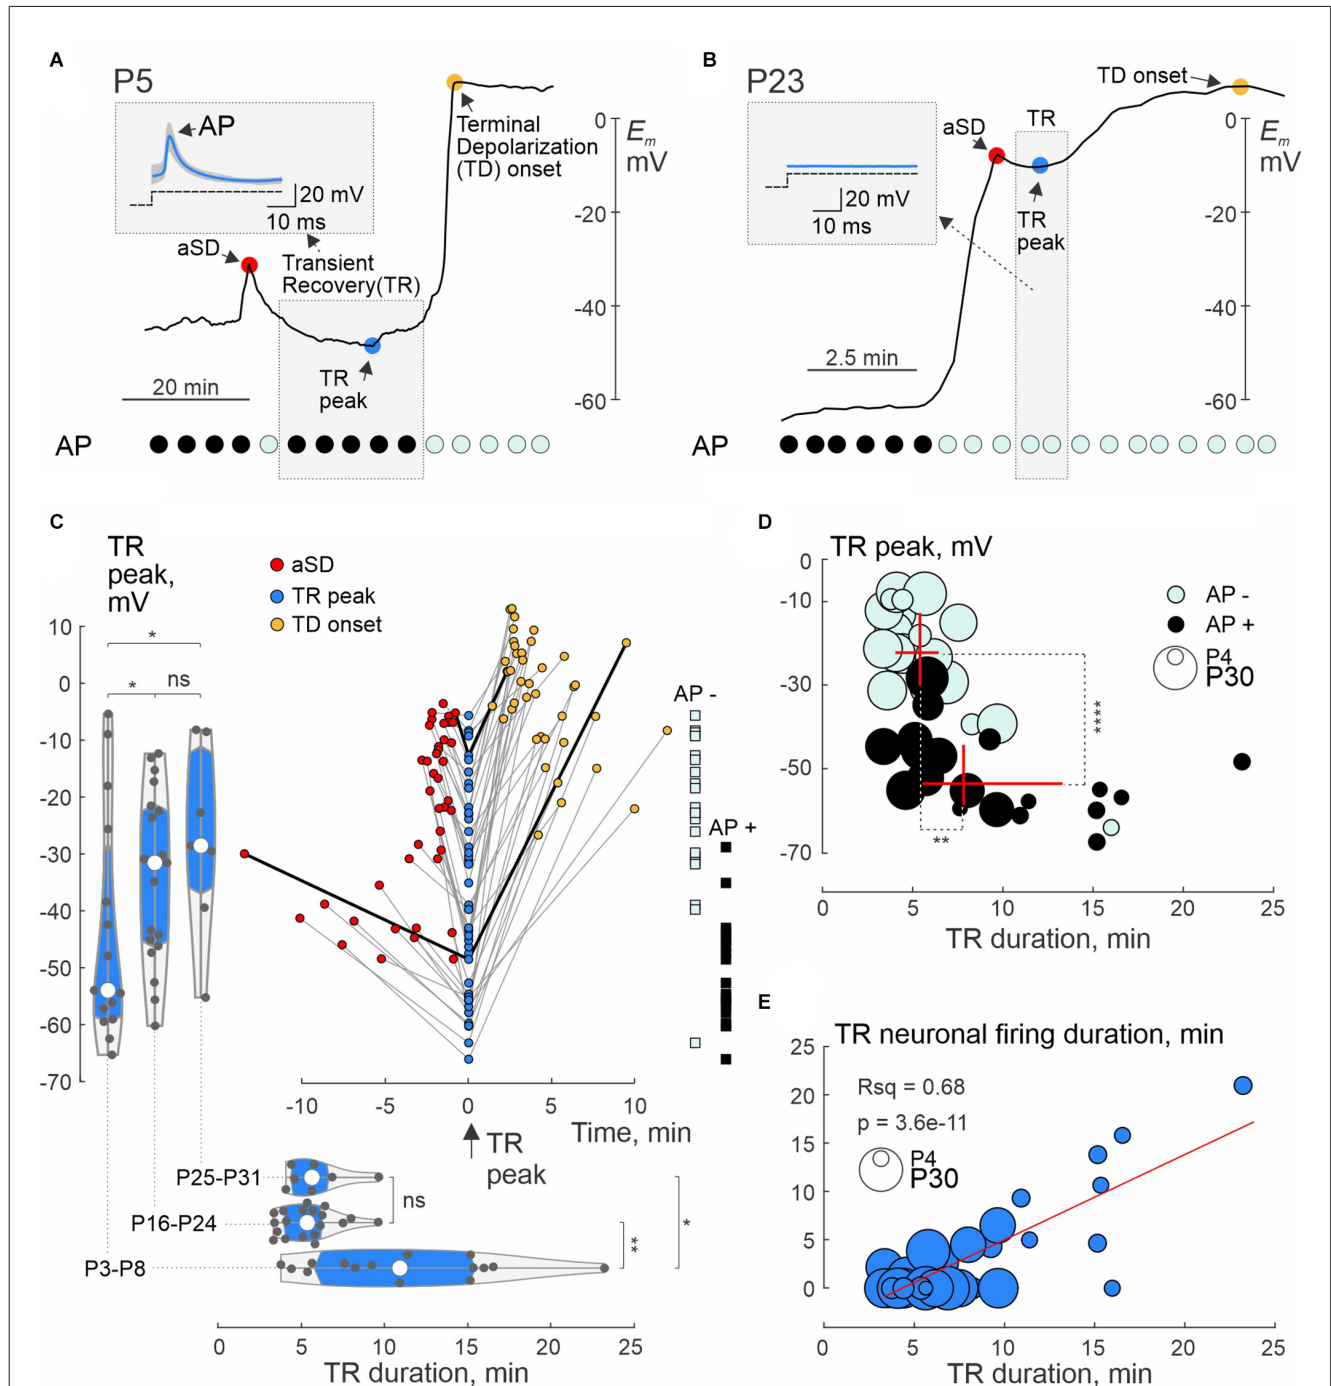 A
P5
AP
20 mV
10 ms
aSD
Transient
Recovery(TR)
TR
peak
20 min
Terminal
Depolarization
(TD) onset
0
Em
mV
-20
-40
-60
AP
B
P23
TD onset
aSD
TR
20 mV
10 ms
TR
peak
2.5 min
0
Em
mV
-20
-40
-60
AP
C
TR
peak,
mV
aSD
TR peak
TD onset
10
0
-10
-20
-30
-40
-50
-60
-70
*
*
ns
AP -
AP +
-10
-5
0
5
10
Time, min
TR
peak
P25-P31
P16-P24
P3-P8
ns
**
*
0
5
10
15
20
25
TR duration, min
D
TR peak, mV
0
-10
-30
-50
-70
AP -
AP +
P4
P30
****
**
0
5
10
15
20
25
TR duration, min
E
TR neuronal firing duration, min
25
20
15
10
5
0
Rsq = 0.68
p = 3.6e-11
P4
P30
0
5
10
15
20
25
TR duration, min